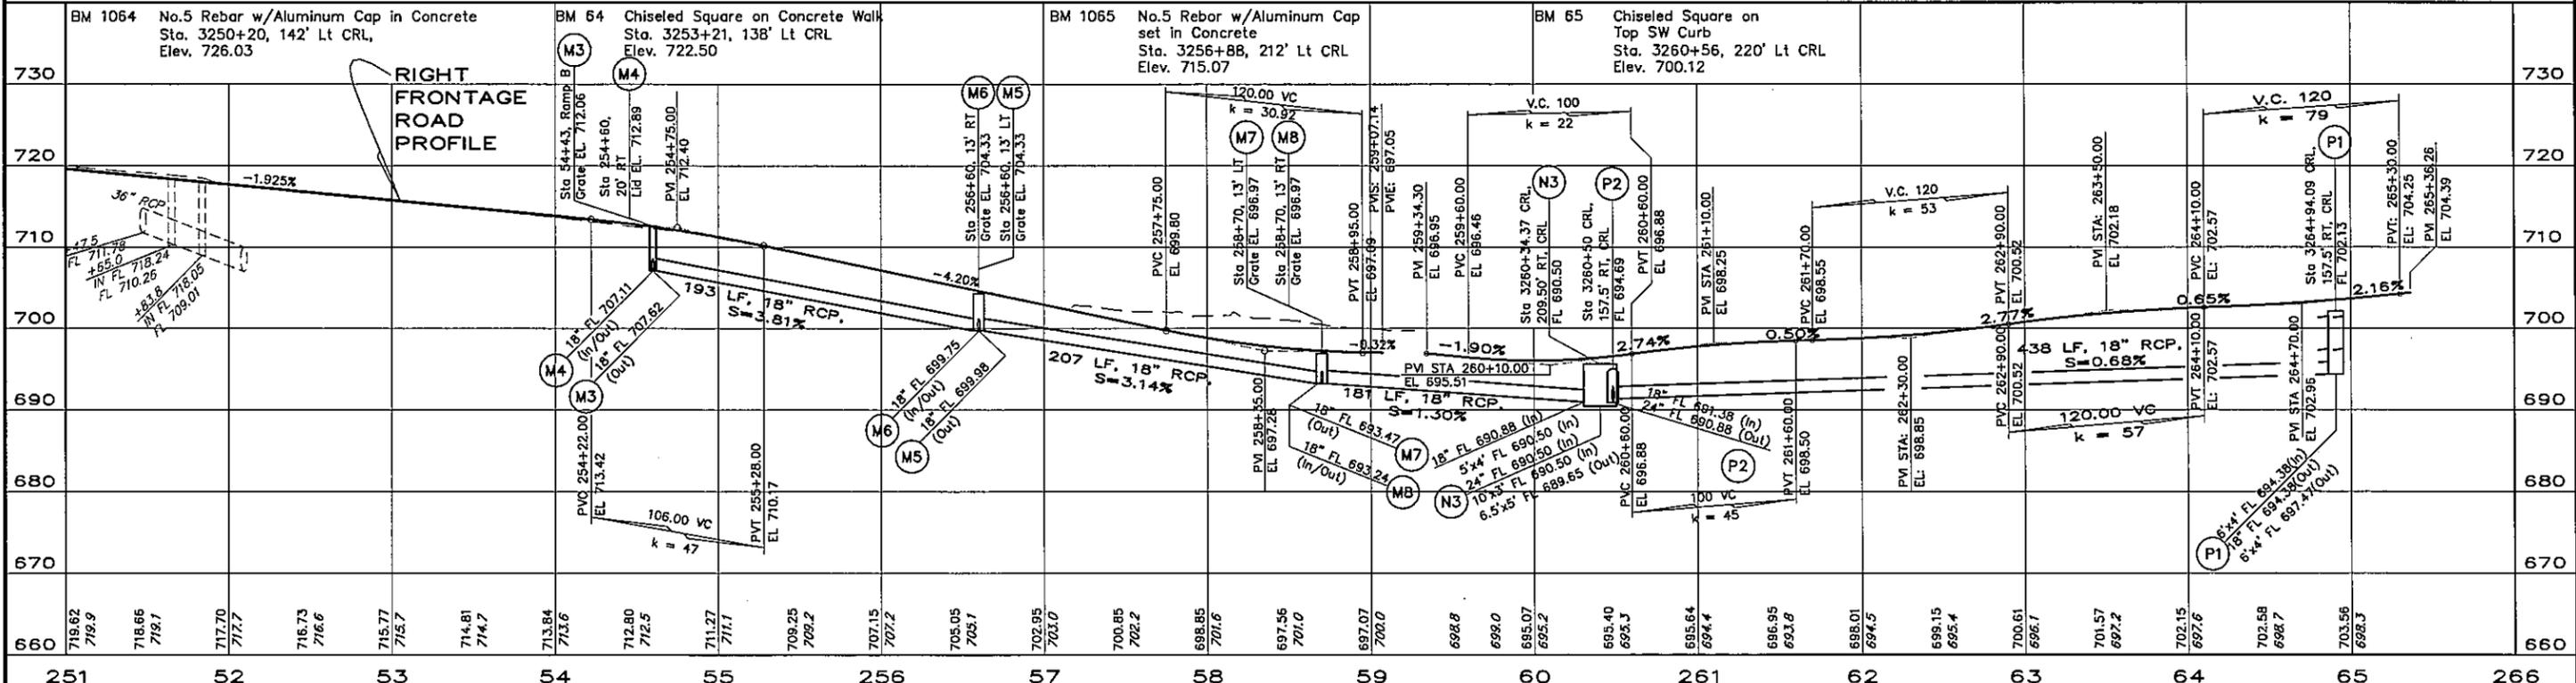 BM 1064 No.5 Rebar w/Aluminum Cap in Concrete
Sta. 3250+20, 142' Lt CRL,
Elev. 726.03
BM 64 Chiseled Square on Concrete Walk
Sta. 3253+21, 138' Lt CRL
Elev. 722.50
BM 1065 No.5 Rebor w/Aluminum Cap
set in Concrete
Sta. 3256+88, 212' Lt CRL
Elev. 715.07
BM 65 Chiseled Square on
Top SW Curb
Sta. 3260+56, 220' Lt CRL
Elev. 700.12
730
720
710
700
690
680
670
660
RIGHT
FRONTAGE
ROAD
PROFILE
-1.925%
36" RCP
FL 711.78
+65.0
IN FL 718.24
FL 710.26
+83.8
IN FL 718.05
FL 709.01
M3
Sta 54+43, Ramp B
Grate EL. 712.06
M4
Sta 254+60,
20' RT
Lid EL. 712.89
PVI 254+75.00
EL 712.40
193 LF. 18" RCP.
S=3.81%
18" FL 707.11
(In/Out)
M4
18" FL 707.62
(Out)
M3
PVC 254+22.00
EL 713.42
106.00 VC
k = 47
PVT 255+28.00
EL 710.17
-4.20%
M6
Sta 256+60, 13' RT
Grate EL. 704.33
M5
Sta 256+60, 13' LT
Grate EL. 704.33
18" FL 699.75
(In/Out)
M6
18" FL 699.98
(Out)
M5
207 LF. 18" RCP.
S=3.14%
PVC 257+75.00
EL 699.80
120.00 VC
k = 30.92
M7
Sta 258+70, 13' LT
Grate EL. 696.97
M8
Sta 258+70, 13' RT
Grate EL. 696.97
PVT 258+95.00
EL 697.09
PVIS: 259+07.14
PVIE: 697.05
PVI 258+35.00
EL 697.28
-0.32%
18" FL 693.47
(Out)
M7
18" FL 693.24
(In/Out)
M8
181 LF. 18" RCP.
S=1.30%
PVI 259+34.30
EL 696.95
-1.90%
PVC 259+60.00
EL 696.46
V.C. 100
k = 22
PVI STA 260+10.00
EL 695.51
N3
Sta 3260+34.37 CRL,
209.50' RT, CRL
FL 690.50
P2
Sta 3260+50 CRL,
157.5' RT, CRL
FL 694.69
PVT 260+60.00
EL 696.88
18" FL 690.88 (In)
5'x4' FL 690.50 (In)
24" FL 690.50 (In)
10'x3' FL 690.50 (In)
6.5'x5' FL 689.65 (Out)
N3
18" FL 691.38 (In)
24" FL 690.88 (Out)
P2
2.74%
PVC 260+60.00
EL 696.88
100 VC
k = 45
PVI STA 261+10.00
EL 698.25
PVT 261+60.00
EL 698.50
0.50%
PVC 261+70.00
EL 698.55
V.C. 120
k = 53
PVI STA: 262+30.00
EL: 698.85
PVT 262+90.00
EL 700.52
2.77%
PVC 262+90.00
EL 700.52
438 LF. 18" RCP.
S=0.68%
120.00 VC
k = 57
PVI STA: 263+50.00
EL 702.18
PVC 264+10.00
EL: 702.57
0.65%
PVT 264+10.00
EL: 702.57
V.C. 120
k = 79
PVI STA 264+70.00
EL 702.96
P1
Sta 3264+94.09 CRL,
157.5' RT, CRL
FL 702.13
2.16%
PVT: 265+30.00
EL: 704.25
PVI 265+36.26
EL 704.39
6'x4' FL 694.38(In)
18" FL 694.38(Out)
6'x4' FL 697.47(Out)
P1
730
720
710
700
690
680
670
660
719.62 719.9
718.66 719.1
717.70 717.7
716.73 716.6
715.77 715.7
714.81 714.7
713.84 713.6
712.80 712.5
711.27 711.1
709.25 709.2
707.15 707.2
705.05 705.1
702.95 703.0
700.85 702.2
698.85 701.6
697.56 701.0
697.07 700.0
698.8
699.0
695.07 695.2
695.40 695.3
695.64 694.4
696.95 693.8
698.01 694.5
699.15 695.4
700.61 696.1
701.57 697.2
702.15 697.6
702.58 698.7
703.56 698.3
251 52 53 54 55 256 57 58 59 60 261 62 63 64 65 266